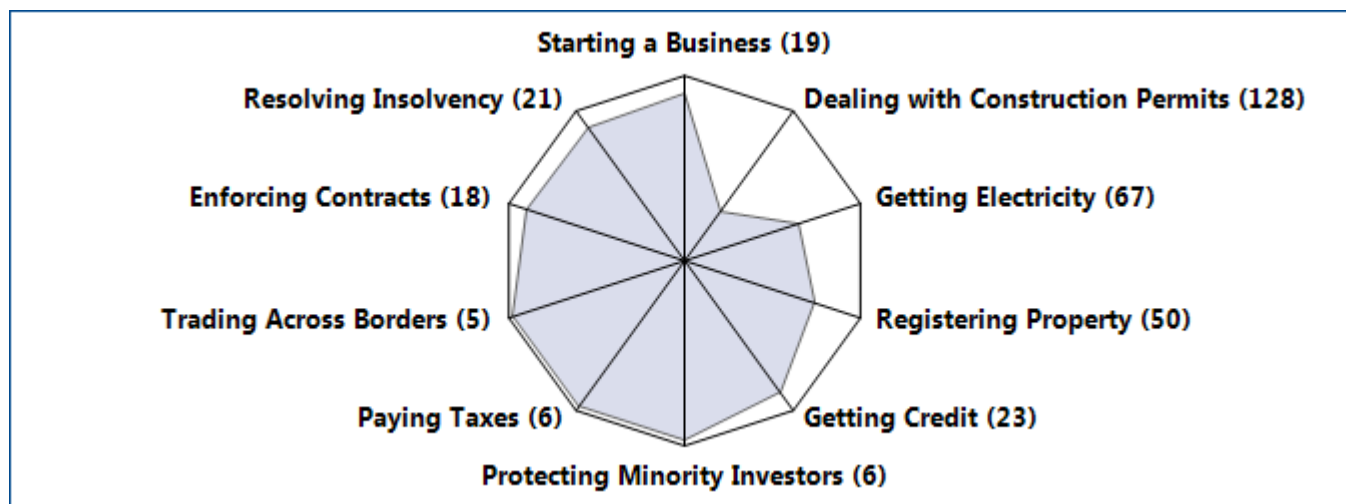 Starting a Business (19)
Resolving Insolvency (21)
Dealing with Construction Permits (128)
Enforcing Contracts (18)
Getting Electricity (67)
Trading Across Borders (5)
Registering Property (50)
Paying Taxes (6)
Getting Credit (23)
Protecting Minority Investors (6)